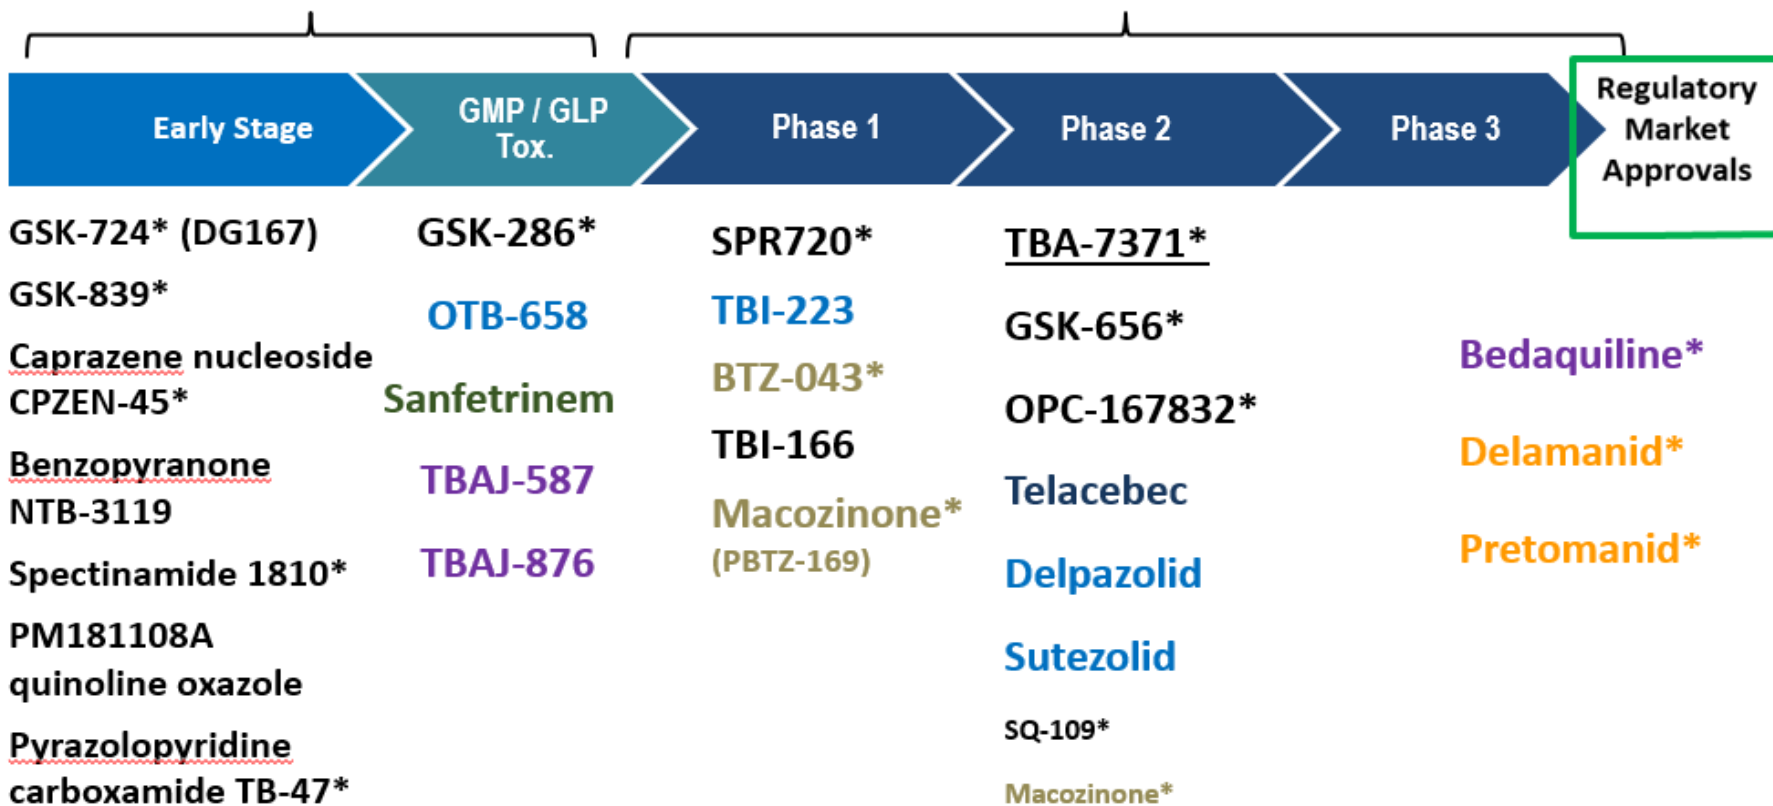 Early Stage
GMP / GLP
Tox.
Phase 1
Phase 2
Phase 3
Regulatory
Market
Approvals
GSK-724* (DG167)
GSK-839*
Caprazene nucleoside
CPZEN-45*
Benzopyranone
NTB-3119
Spectinamide 1810*
PM181108A
quinoline oxazole
Pyrazolopyridine
carboxamide TB-47*
GSK-286*
OTB-658
Sanfetrinem
TBAJ-587
TBAJ-876
SPR720*
TBI-223
BTZ-043*
TBI-166
Macozinone*
(PBTZ-169)
TBA-7371*
GSK-656*
OPC-167832*
Telacebec
Delpazolid
Sutezolid
SQ-109*
Macozinone*
Bedaquiline*
Delamanid*
Pretomanid*